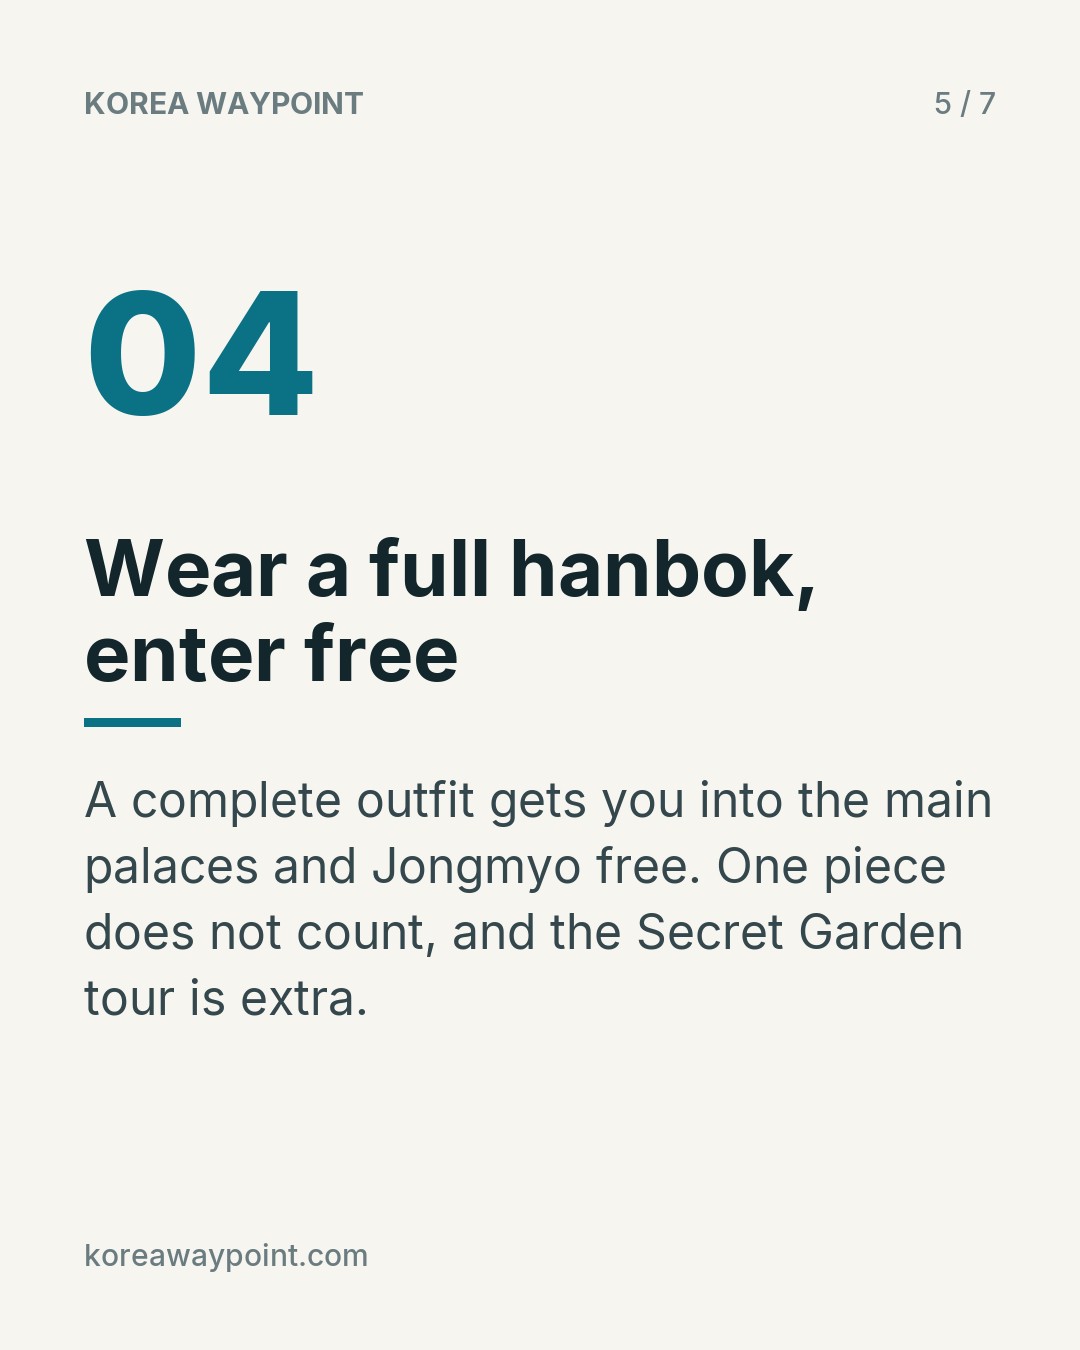 KOREA WAYPOINT
5 / 7
04
Wear a full hanbok,
enter free
A complete outfit gets you into the main
palaces and Jongmyo free. One piece
does not count, and the Secret Garden
tour is extra.
koreawaypoint.com